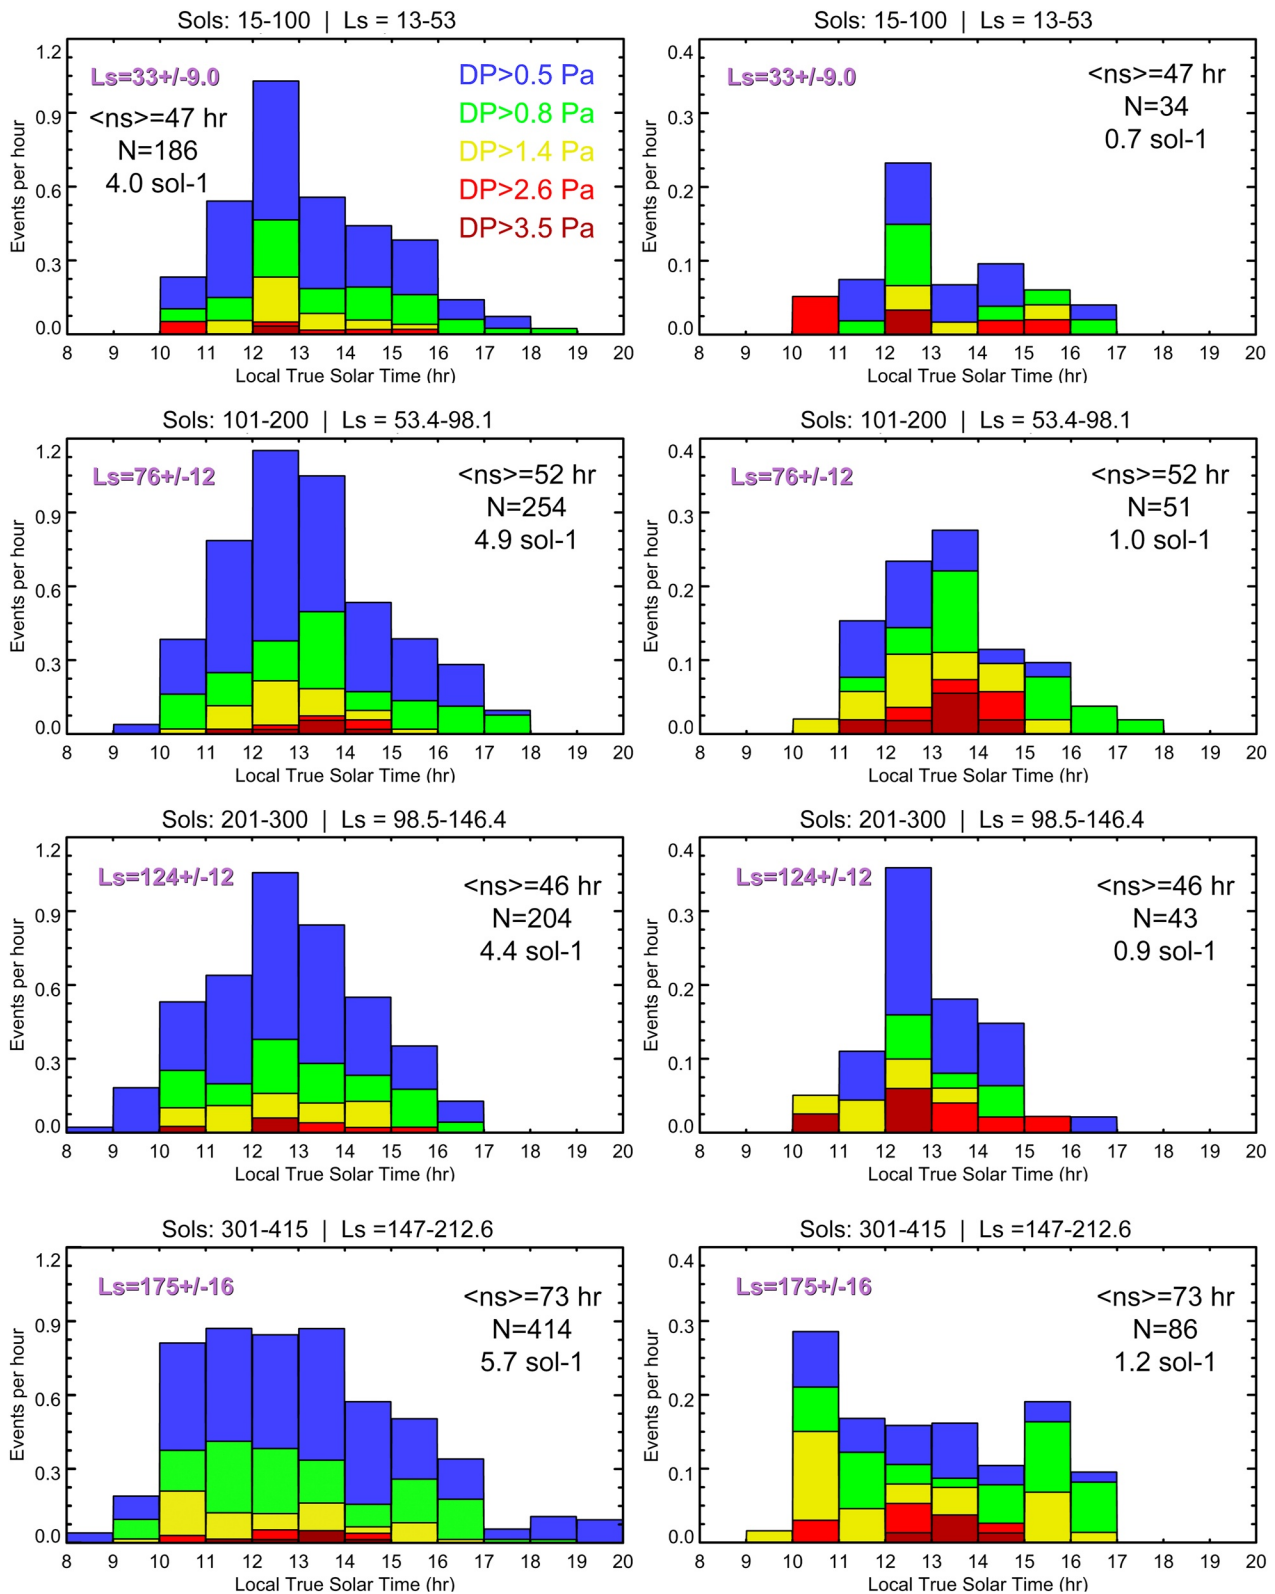 Sols: 15-100 | Ls = 13-53
1.2
0.9
0.6
0.3
0.0
Events per hour
Ls=33+/-9.0
<ns>=47 hr
N=186
4.0 sol-1
DP>0.5 Pa
DP>0.8 Pa
DP>1.4 Pa
DP>2.6 Pa
DP>3.5 Pa
8 9 10 11 12 13 14 15 16 17 18 19 20
Local True Solar Time (hr)
Sols: 15-100 | Ls = 13-53
0.4
0.3
0.2
0.1
0.0
Events per hour
Ls=33+/-9.0
<ns>=47 hr
N=34
0.7 sol-1
8 9 10 11 12 13 14 15 16 17 18 19 20
Local True Solar Time (hr)
Sols: 101-200 | Ls = 53.4-98.1
1.2
0.9
0.6
0.3
0.0
Events per hour
Ls=76+/-12
<ns>=52 hr
N=254
4.9 sol-1
8 9 10 11 12 13 14 15 16 17 18 19 20
Local True Solar Time (hr)
Sols: 101-200 | Ls = 53.4-98.1
0.4
0.3
0.2
0.1
0.0
Events per hour
Ls=76+/-12
<ns>=52 hr
N=51
1.0 sol-1
8 9 10 11 12 13 14 15 16 17 18 19 20
Local True Solar Time (hr)
Sols: 201-300 | Ls = 98.5-146.4
1.2
0.9
0.6
0.3
0.0
Events per hour
Ls=124+/-12
<ns>=46 hr
N=204
4.4 sol-1
8 9 10 11 12 13 14 15 16 17 18 19 20
Local True Solar Time (hr)
Sols: 201-300 | Ls = 98.5-146.4
0.4
0.3
0.2
0.1
0.0
Events per hour
Ls=124+/-12
<ns>=46 hr
N=43
0.9 sol-1
8 9 10 11 12 13 14 15 16 17 18 19 20
Local True Solar Time (hr)
Sols: 301-415 | Ls =147-212.6
1.2
0.9
0.6
0.3
0.0
Events per hour
Ls=175+/-16
<ns>=73 hr
N=414
5.7 sol-1
8 9 10 11 12 13 14 15 16 17 18 19 20
Local True Solar Time (hr)
Sols: 301-415 | Ls =147-212.6
0.4
0.3
0.2
0.1
0.0
Events per hour
Ls=175+/-16
<ns>=73 hr
N=86
1.2 sol-1
8 9 10 11 12 13 14 15 16 17 18 19 20
Local True Solar Time (hr)